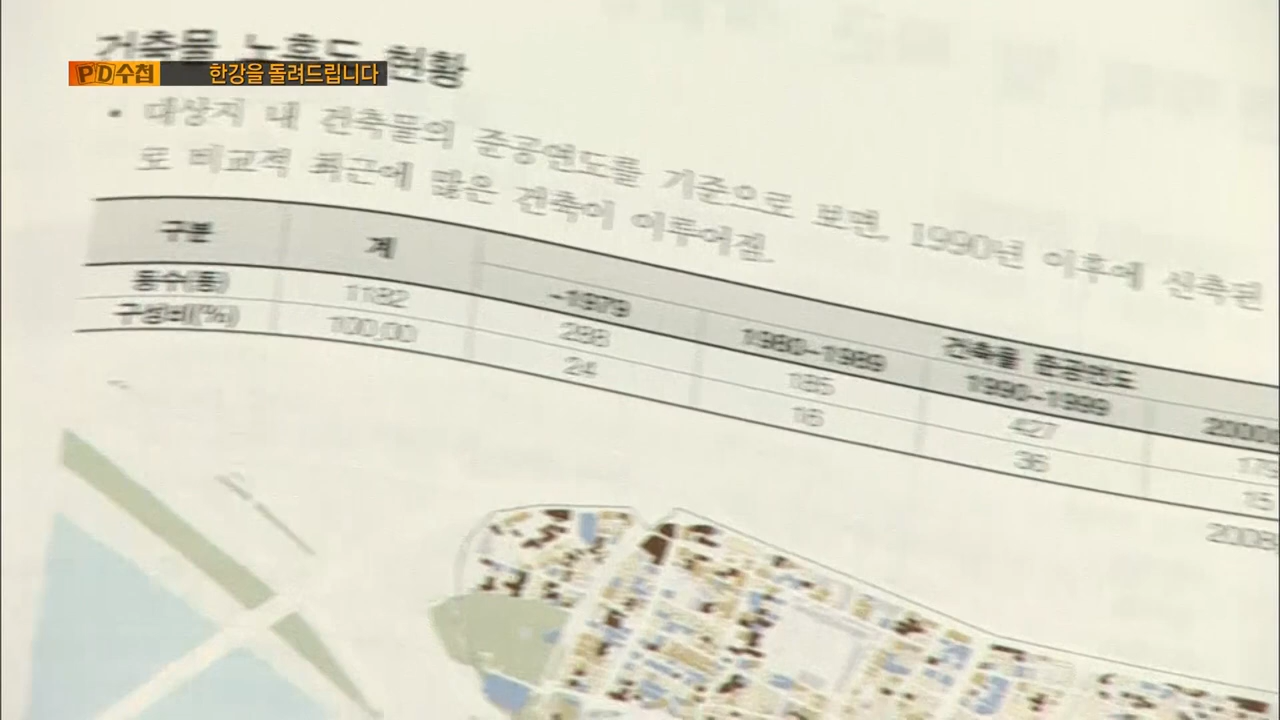 건축물 노후도 현황
PD수첩 한강을 돌려드립니다
• 대상지 내 건축물의 준공연도를 기준으로 보면, 1990년 이후에 신축된
로 비교적 최근에 많은 건축이 이루어짐.
구분 계 건축물 준공연도
-1979 1980-1989 1990-1999
동수(동) 1182 288 185 427 179
구성비(%) 100.00 24 16 36 15